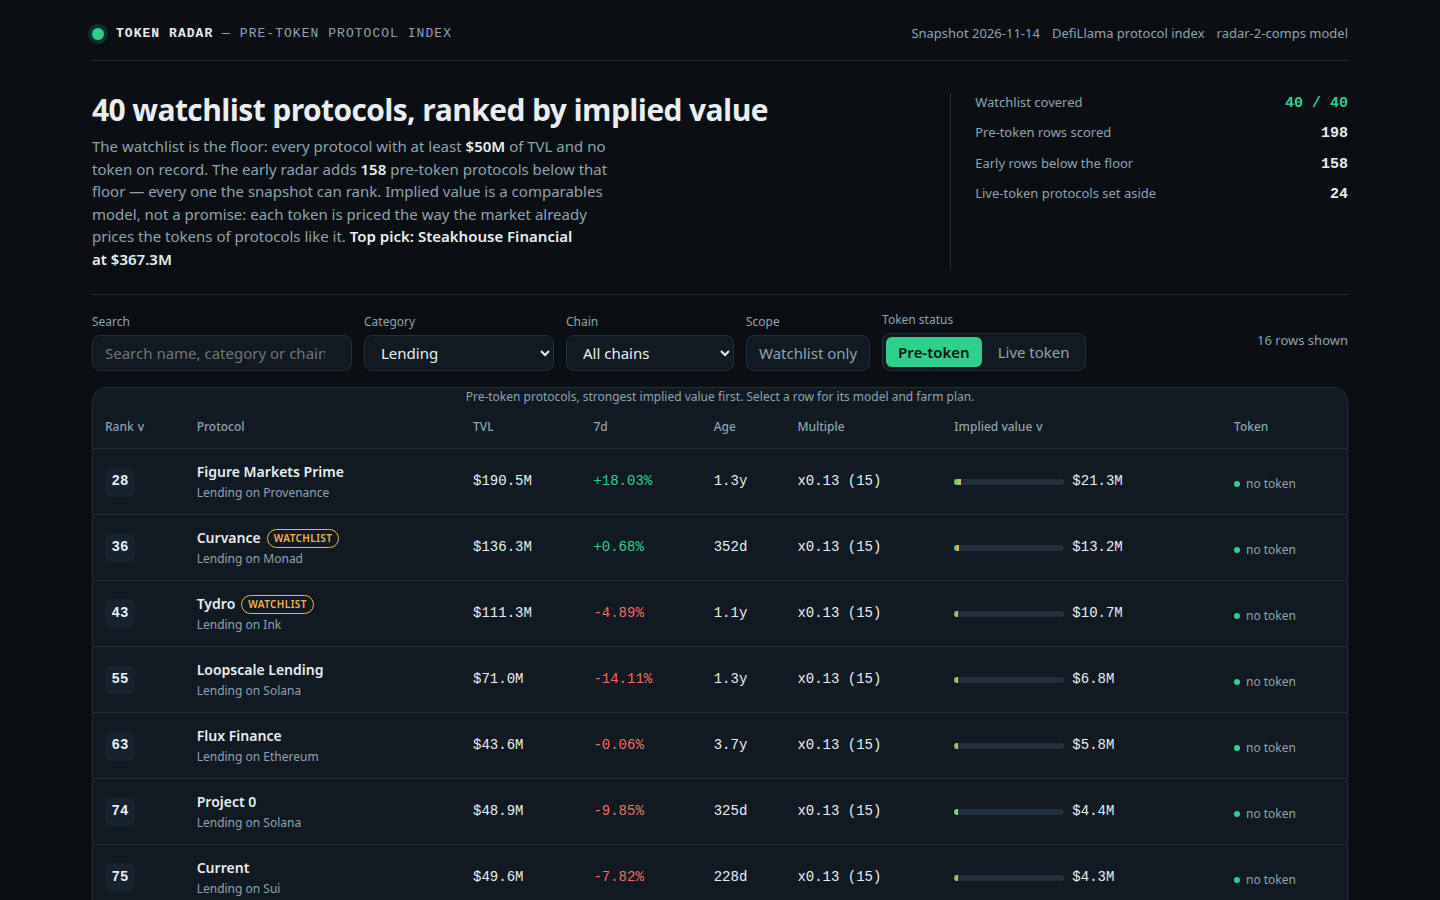 TOKEN RADAR — PRE-TOKEN PROTOCOL INDEX
Snapshot 2026-11-14 DefiLlama protocol index radar-2-comps model
40 watchlist protocols, ranked by implied value
The watchlist is the floor: every protocol with at least $50M of TVL and no
token on record. The early radar adds 158 pre-token protocols below that
floor — every one the snapshot can rank. Implied value is a comparables
model, not a promise: each token is priced the way the market already
prices the tokens of protocols like it. Top pick: Steakhouse Financial
at $367.3M
Watchlist covered 40 / 40
Pre-token rows scored 198
Early rows below the floor 158
Live-token protocols set aside 24
Search Category Chain Scope Token status
Search name, category or chain Lending All chains Watchlist only Pre-token Live token 16 rows shown
Pre-token protocols, strongest implied value first. Select a row for its model and farm plan.
Rank v Protocol TVL 7d Age Multiple Implied value v Token
28 Figure Markets Prime $190.5M +18.03% 1.3y x0.13 (15) $21.3M no token
Lending on Provenance
36 Curvance WATCHLIST $136.3M +0.68% 352d x0.13 (15) $13.2M no token
Lending on Monad
43 Tydro WATCHLIST $111.3M -4.89% 1.1y x0.13 (15) $10.7M no token
Lending on Ink
55 Loopscale Lending $71.0M -14.11% 1.3y x0.13 (15) $6.8M no token
Lending on Solana
63 Flux Finance $43.6M -0.06% 3.7y x0.13 (15) $5.8M no token
Lending on Ethereum
74 Project 0 $48.9M -9.85% 325d x0.13 (15) $4.4M no token
Lending on Solana
75 Current $49.6M -7.82% 228d x0.13 (15) $4.3M no token
Lending on Sui